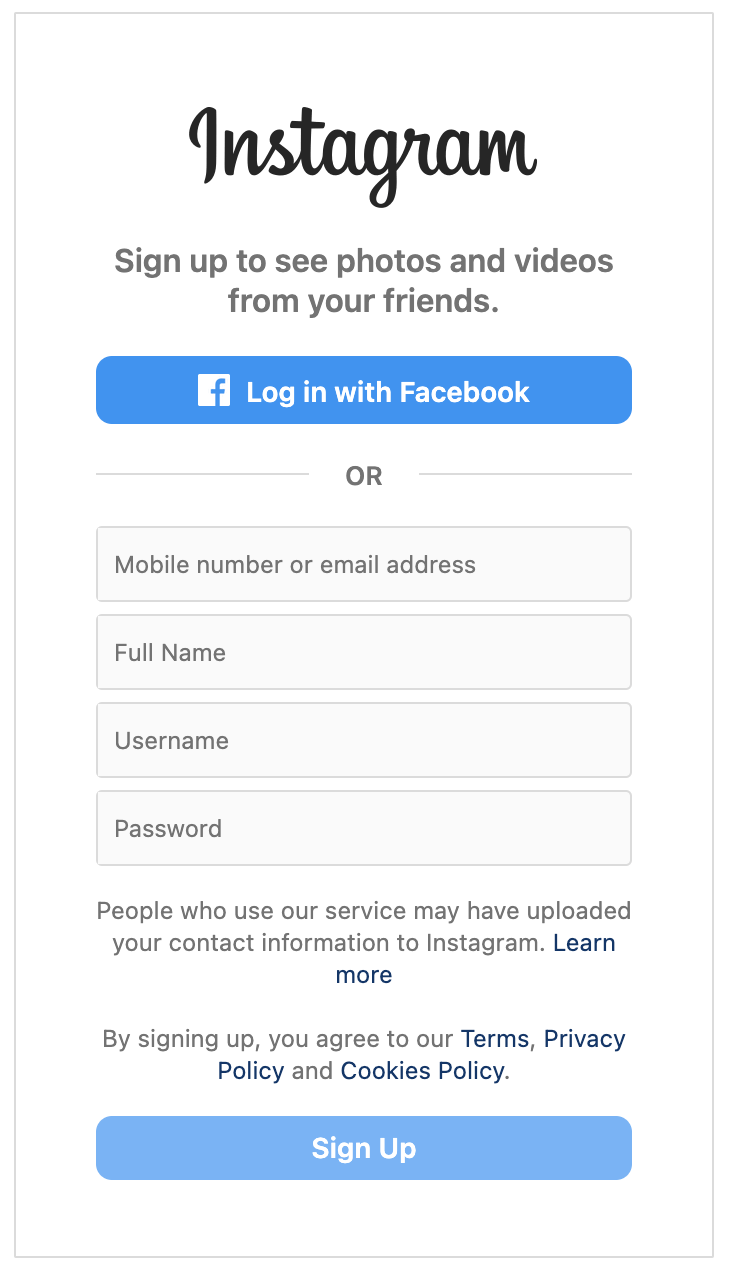 Instagram
Sign up to see photos and videos
from your friends.
Log in with Facebook
OR
Mobile number or email address
Full Name
Username
Password
People who use our service may have uploaded
your contact information to Instagram. Learn
more
By signing up, you agree to our Terms, Privacy
Policy and Cookies Policy.
Sign Up